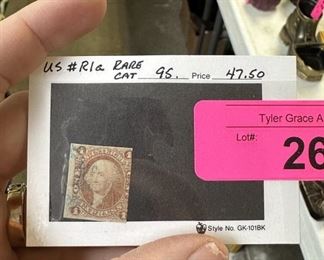 US #R1a RARE
CAT 95. Price 47.50
Tyler Grace A
Lot#:
26
Style No. GK-101BK